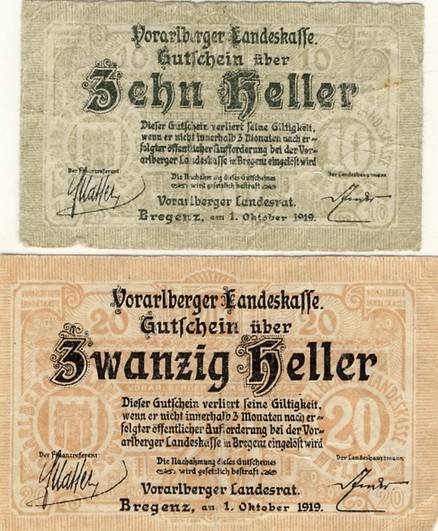 10 10
Vorarlberger Landeskasse.
Gutschein über
Zehn Heller
Dieser Gutschein verliert seine Giltigkeit,
wenn er nicht innerhalb 3 Monaten nach er-
folgter öffentlicher Aufforderung bei der Vor-
arlberger Landeskasse in Bregenz eingelöst wird
Der Finanzreferent: Der Landeshauptmann:
Die Nachahmung dieses Gutscheines
wird gesetzlich bestraft
Vorarlberger Landesrat.
Bregenz, am 1. Oktober 1919.
Vorarlberger Landeskasse.
20 20
Gutschein über
Zwanzig Heller
Dieser Gutschein verliert seine Giltigkeit,
wenn er nicht innerhalb 3 Monaten nach er-
folgter öffentlicher Aufforderung bei der Vor-
arlberger Landeskasse in Bregenz eingelöst wird
20
Der Finanzreferent: Der Landeshauptmann:
Die Nachahmung dieses Gutscheines
wird gesetzlich bestraft
Vorarlberger Landesrat.
Bregenz, am 1. Oktober 1919.